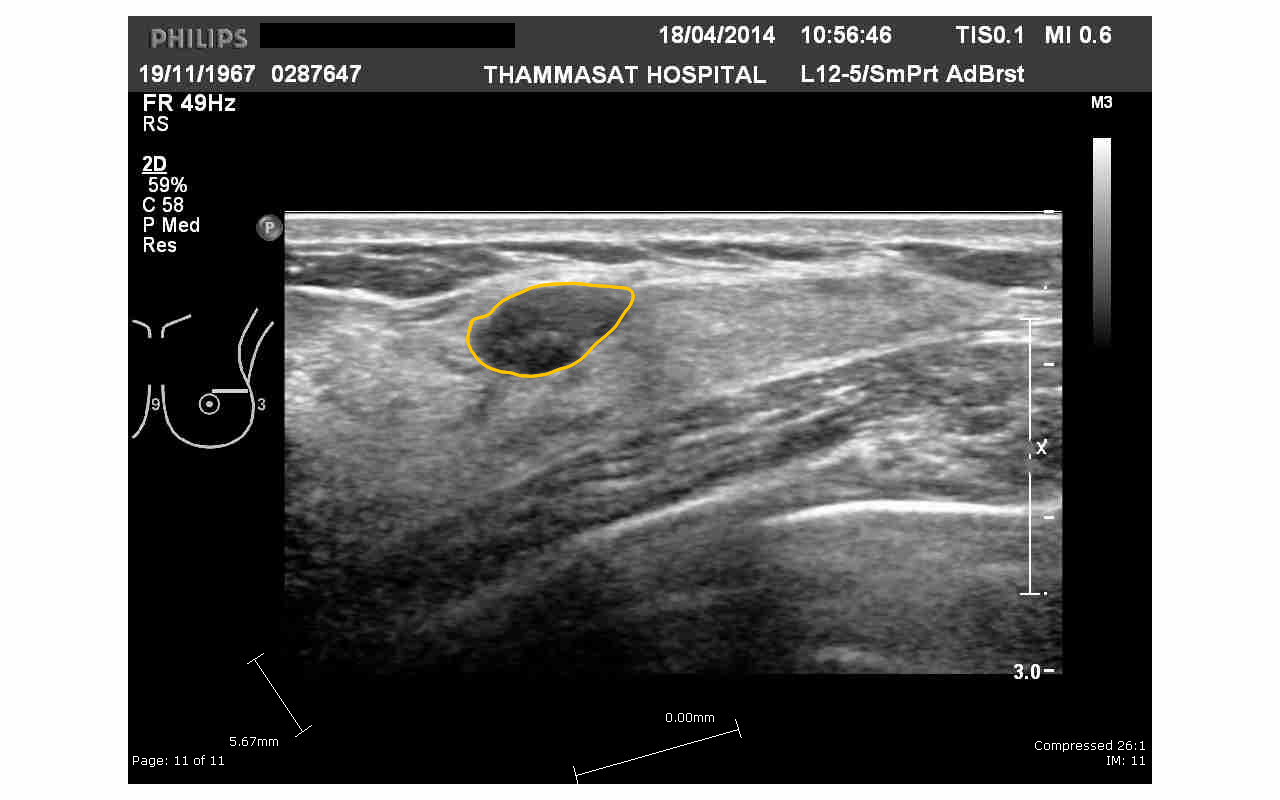 PHILIPS 18/04/2014 10:56:46 TIS0.1 MI 0.6
19/11/1967 0287647 THAMMASAT HOSPITAL L12-5/SmPrt AdBrst
FR 49Hz
RS
M3
2D
59%
C 58
P Med
Res
P
9 3
X
3.0
0.00mm
5.67mm
Compressed 26:1
Page: 11 of 11
IM: 11